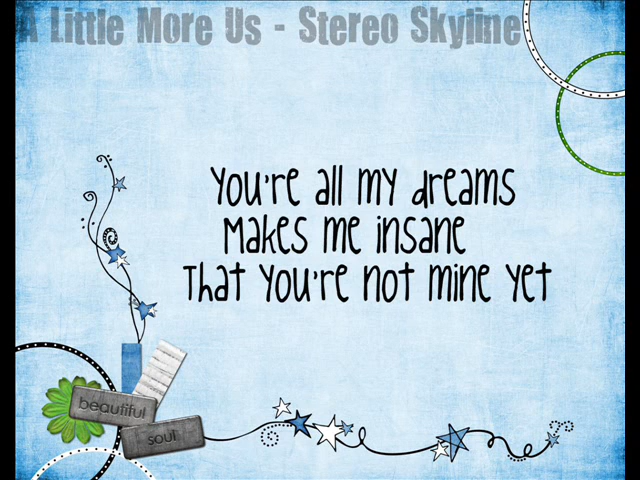 A Little More Us - Stereo Skyline
You're all my dreams
Makes me insane
That You're not mine yet
beautiful
soul